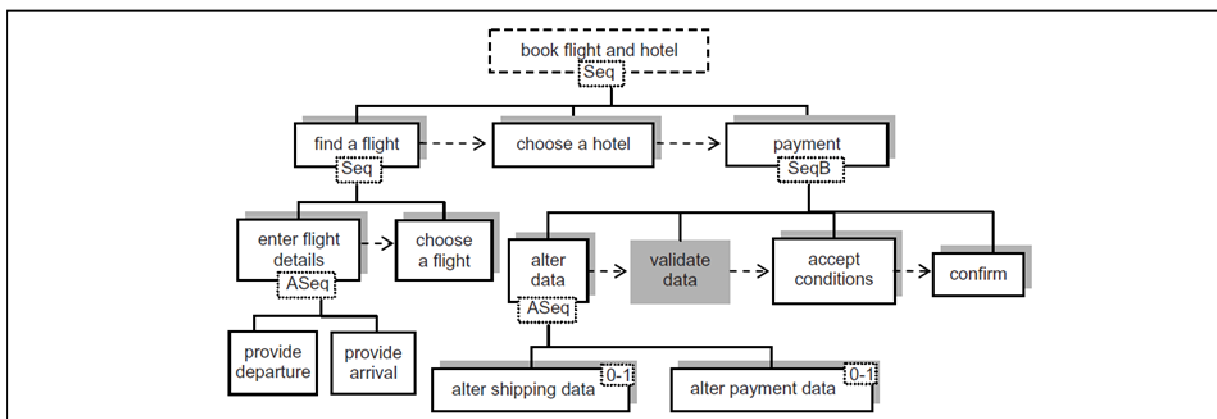 book flight and hotel
Seq
find a flight
choose a hotel
payment
Seq
SeqB
enter flight
details
choose
a flight
alter
data
validate
data
accept
conditions
confirm
ASeq
ASeq
provide
departure
provide
arrival
alter shipping data
0-1
alter payment data
0-1